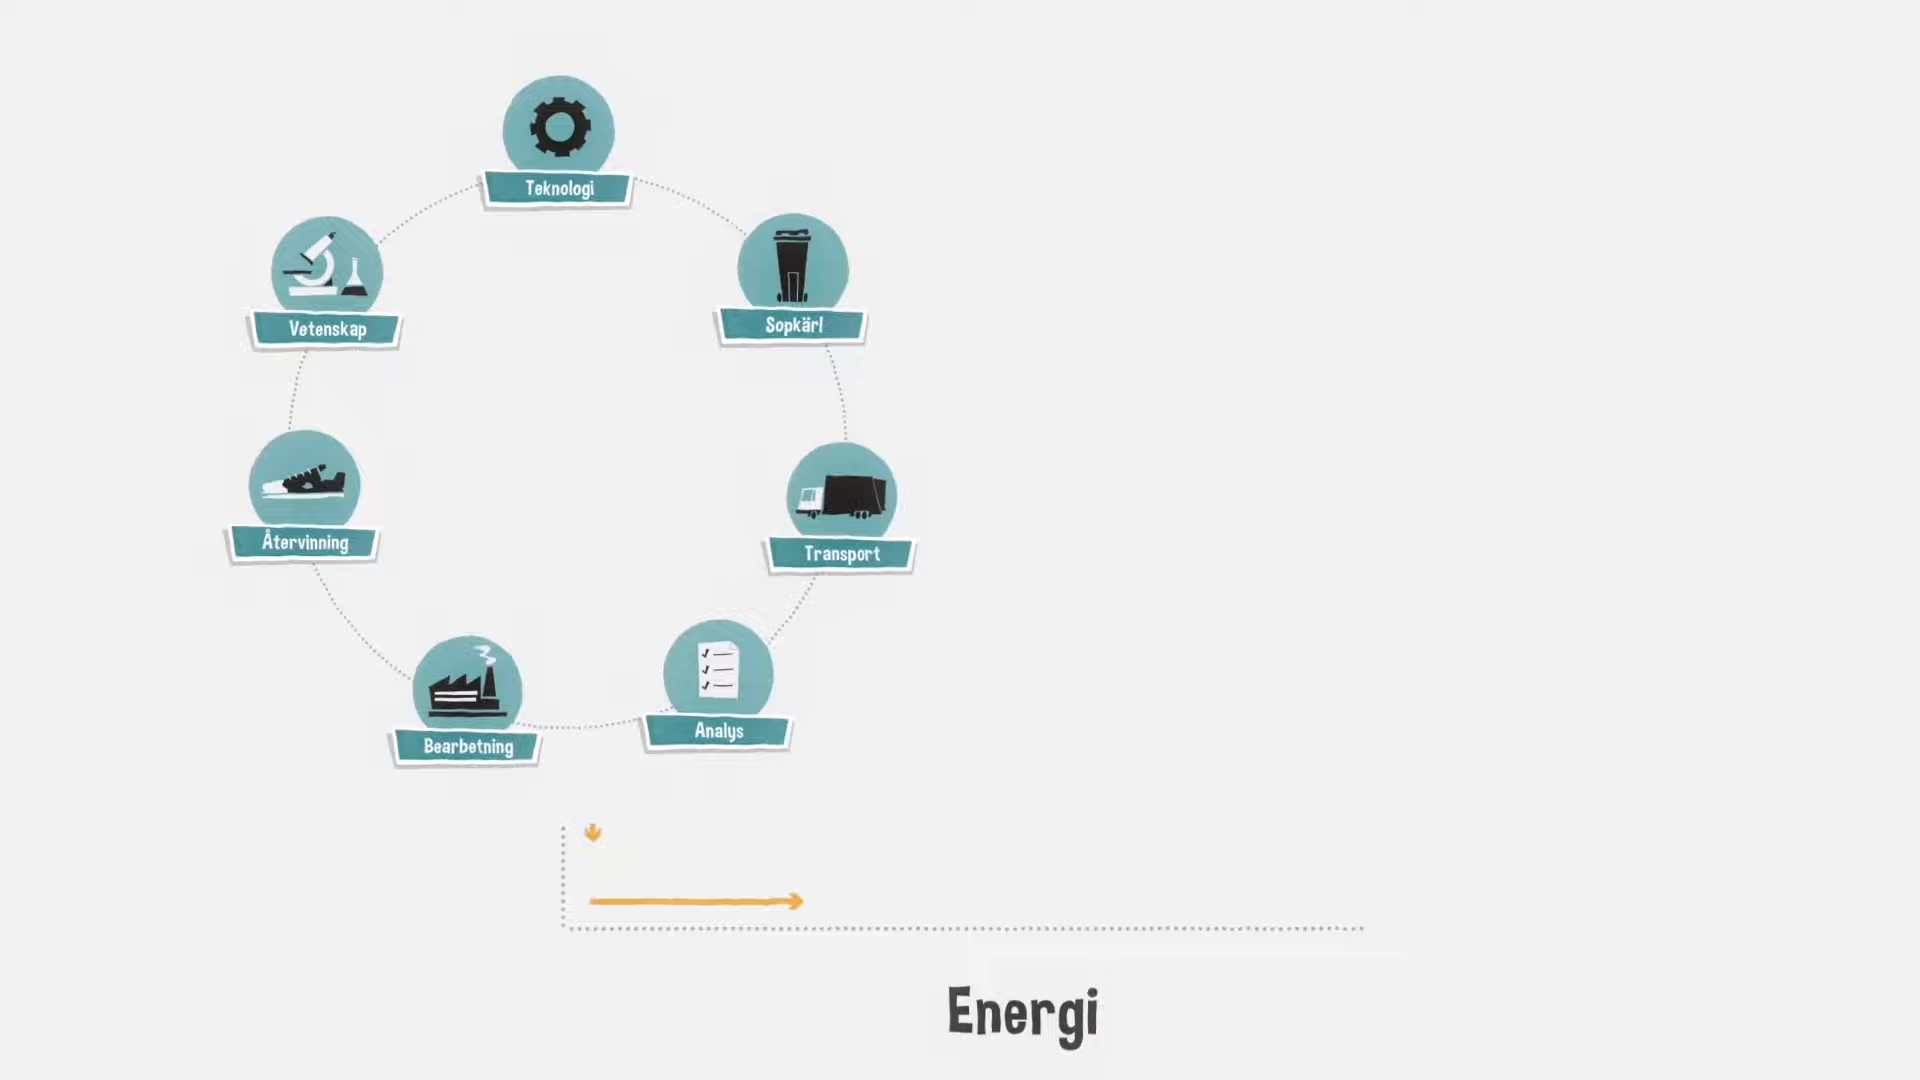 Teknologi
Vetenskap
Sopkärl
Återvinning
Transport
Analys
Bearbetning
Energi